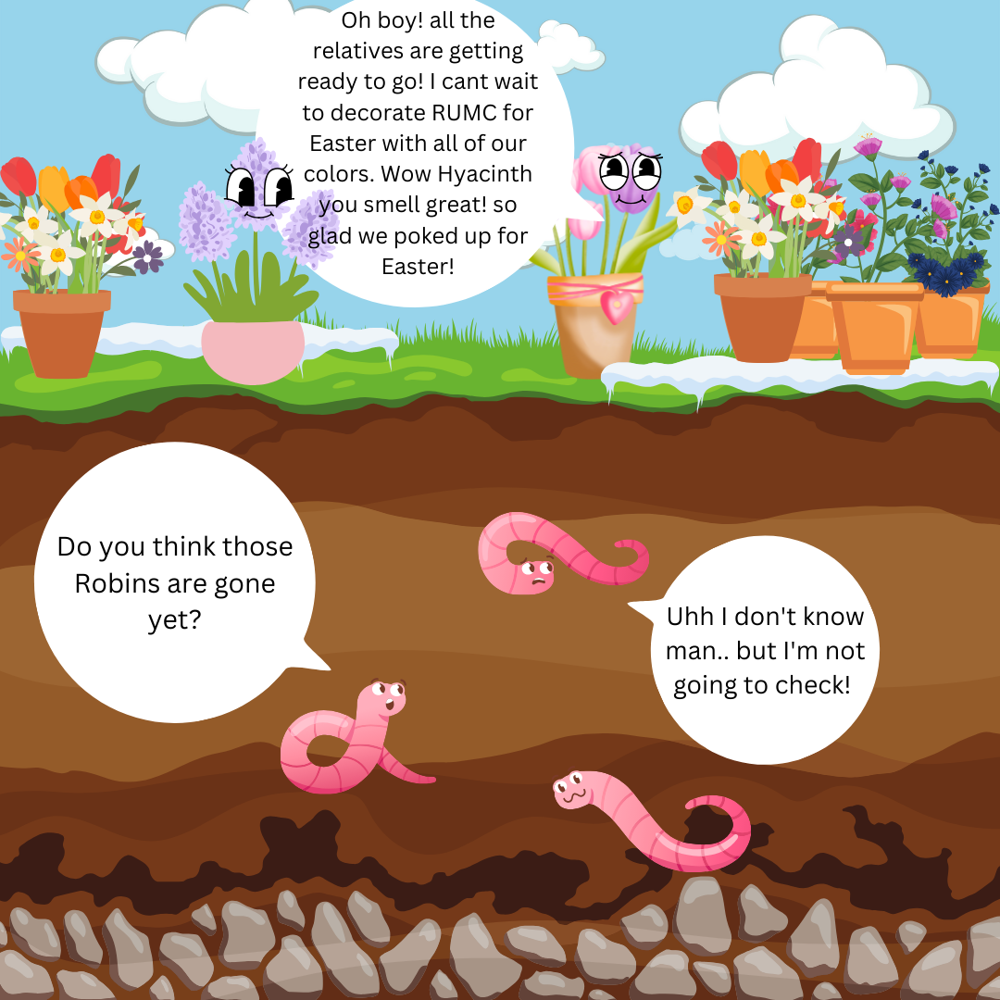 Oh boy! all the
relatives are getting
ready to go! I cant wait
to decorate RUMC for
Easter with all of our
colors. Wow Hyacinth
you smell great! so
glad we poked up for
Easter!
Do you think those
Robins are gone
yet?
Uhh I don't know
man.. but I'm not
going to check!